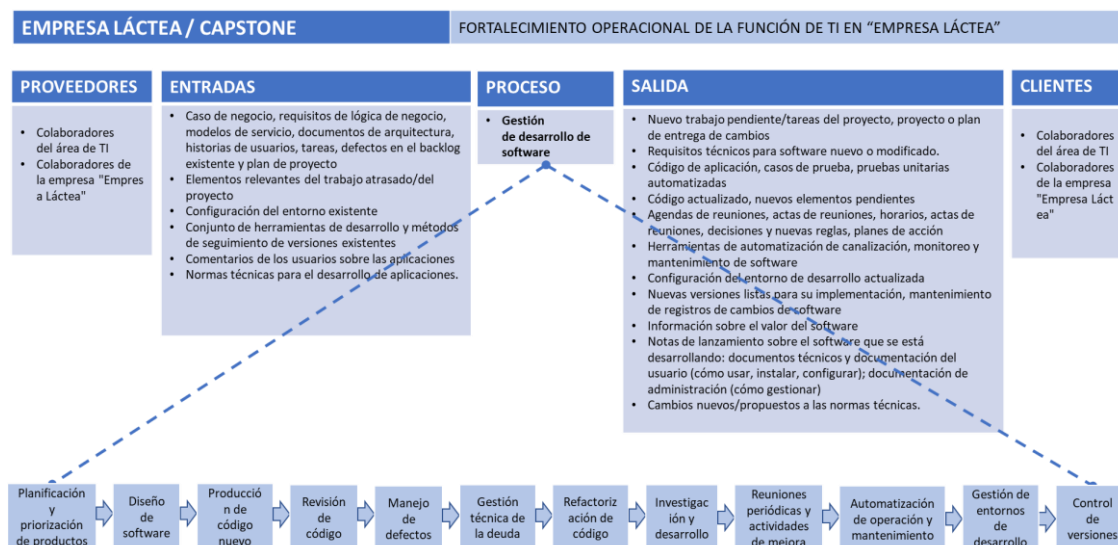 EMPRESA LÁCTEA / CAPSTONE
FORTALECIMIENTO OPERACIONAL DE LA FUNCIÓN DE TI EN “EMPRESA LÁCTEA”
PROVEEDORES
• Colaboradores
del área de TI
• Colaboradores de
la empresa "Empres
a Láctea"
ENTRADAS
• Caso de negocio, requisitos de lógica de negocio,
modelos de servicio, documentos de arquitectura,
historias de usuarios, tareas, defectos en el backlog
existente y plan de proyecto
• Elementos relevantes del trabajo atrasado/del
proyecto
• Configuración del entorno existente
• Conjunto de herramientas de desarrollo y métodos
de seguimiento de versiones existentes
• Comentarios de los usuarios sobre las aplicaciones
• Normas técnicas para el desarrollo de aplicaciones.
PROCESO
• Gestión
de desarrollo de
software
SALIDA
• Nuevo trabajo pendiente/tareas del proyecto, proyecto o plan
de entrega de cambios
• Requisitos técnicos para software nuevo o modificado.
• Código de aplicación, casos de prueba, pruebas unitarias
automatizadas
• Código actualizado, nuevos elementos pendientes
• Agendas de reuniones, actas de reuniones, horarios, actas de
reuniones, decisiones y nuevas reglas, planes de acción
• Herramientas de automatización de canalización, monitoreo y
mantenimiento de software
• Configuración del entorno de desarrollo actualizada
• Nuevas versiones listas para su implementación, mantenimiento
de registros de cambios de software
• Información sobre el valor del software
• Notas de lanzamiento sobre el software que se está
desarrollando: documentos técnicos y documentación del
usuario (cómo usar, instalar, configurar); documentación de
administración (cómo gestionar)
• Cambios nuevos/propuestos a las normas técnicas.
CLIENTES
• Colaboradores
del área de TI
• Colaboradores
de la empresa
"Empresa Láct
ea"
Planificación
y
priorización
de productos
Diseño
de
software
Producció
n de
código
nuevo
Revisión
de
código
Manejo
de
defectos
Gestión
técnica de
la deuda
Refactoriz
ación de
código
Investigac
ión y
desarrollo
Reuniones
periódicas y
actividades
de mejora
Automatización
de operación y
mantenimiento
Gestión de
entornos
de
desarrollo
Control
de
versiones